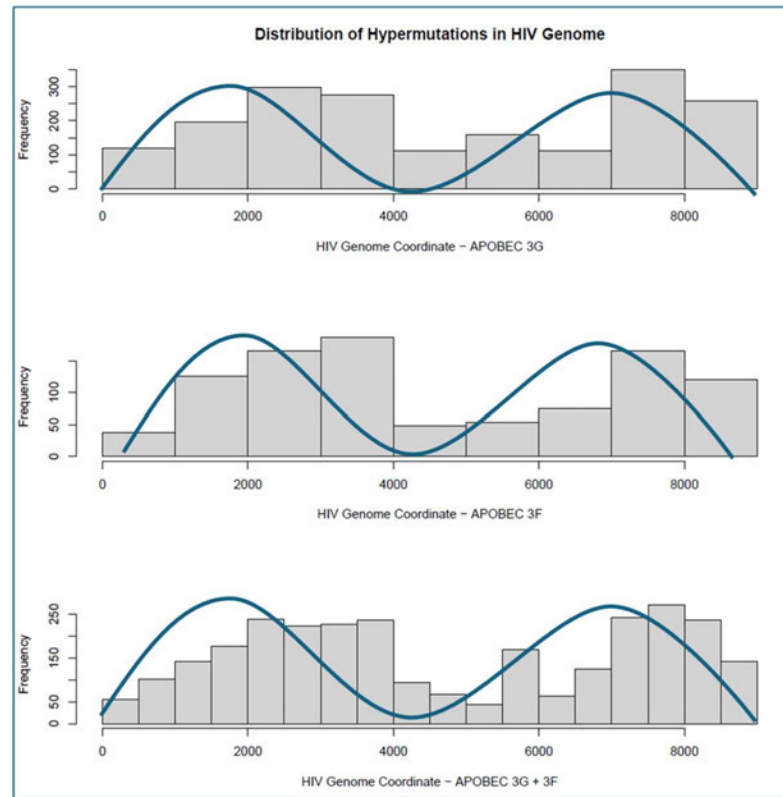 Distribution of Hypermutations in HIV Genome
Frequency
300
200
100
0
0 2000 4000 6000 8000
HIV Genome Coordinate − APOBEC 3G
Frequency
100
50
0
0 2000 4000 6000 8000
HIV Genome Coordinate − APOBEC 3F
Frequency
250
150
50
0
0 2000 4000 6000 8000
HIV Genome Coordinate − APOBEC 3G + 3F